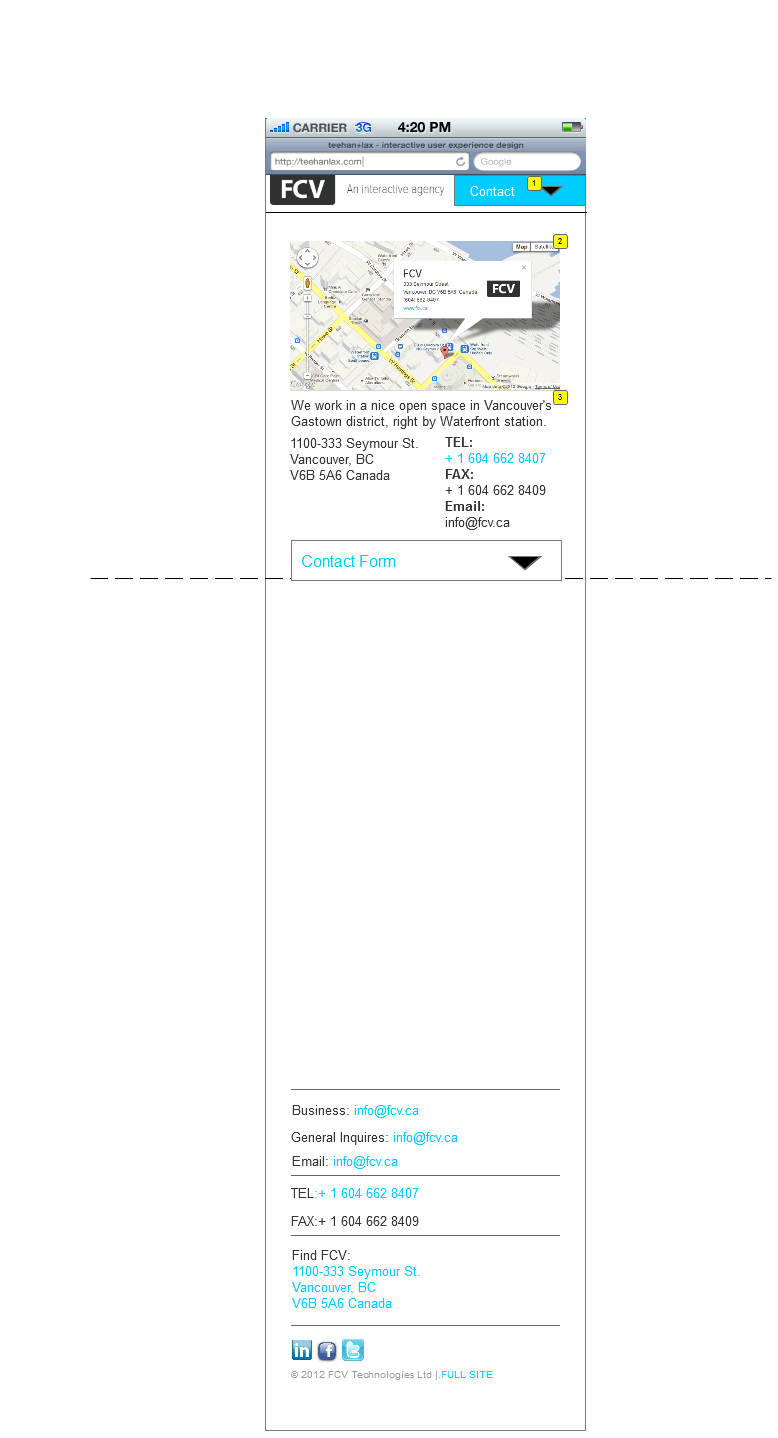 CARRIER 3G 4:20 PM
teehan+lax - interactive user experience design
http://teehanlax.com Google
FCV An interactive agency Contact 1
2
Map Satellite
FCV
333 Seymour Street
Vancouver, BC V6B 5A6, Canada
(604) 662-8407
www.fcv.ca
FCV
3
We work in a nice open space in Vancouver's
Gastown district, right by Waterfront station.
1100-333 Seymour St.
Vancouver, BC
V6B 5A6 Canada
TEL:
+ 1 604 662 8407
FAX:
+ 1 604 662 8409
Email:
info@fcv.ca
Contact Form
Business: info@fcv.ca
General Inquires: info@fcv.ca
Email: info@fcv.ca
TEL:+ 1 604 662 8407
FAX:+ 1 604 662 8409
Find FCV:
1100-333 Seymour St.
Vancouver, BC
V6B 5A6 Canada
in f t
© 2012 FCV Technologies Ltd |.FULL SITE